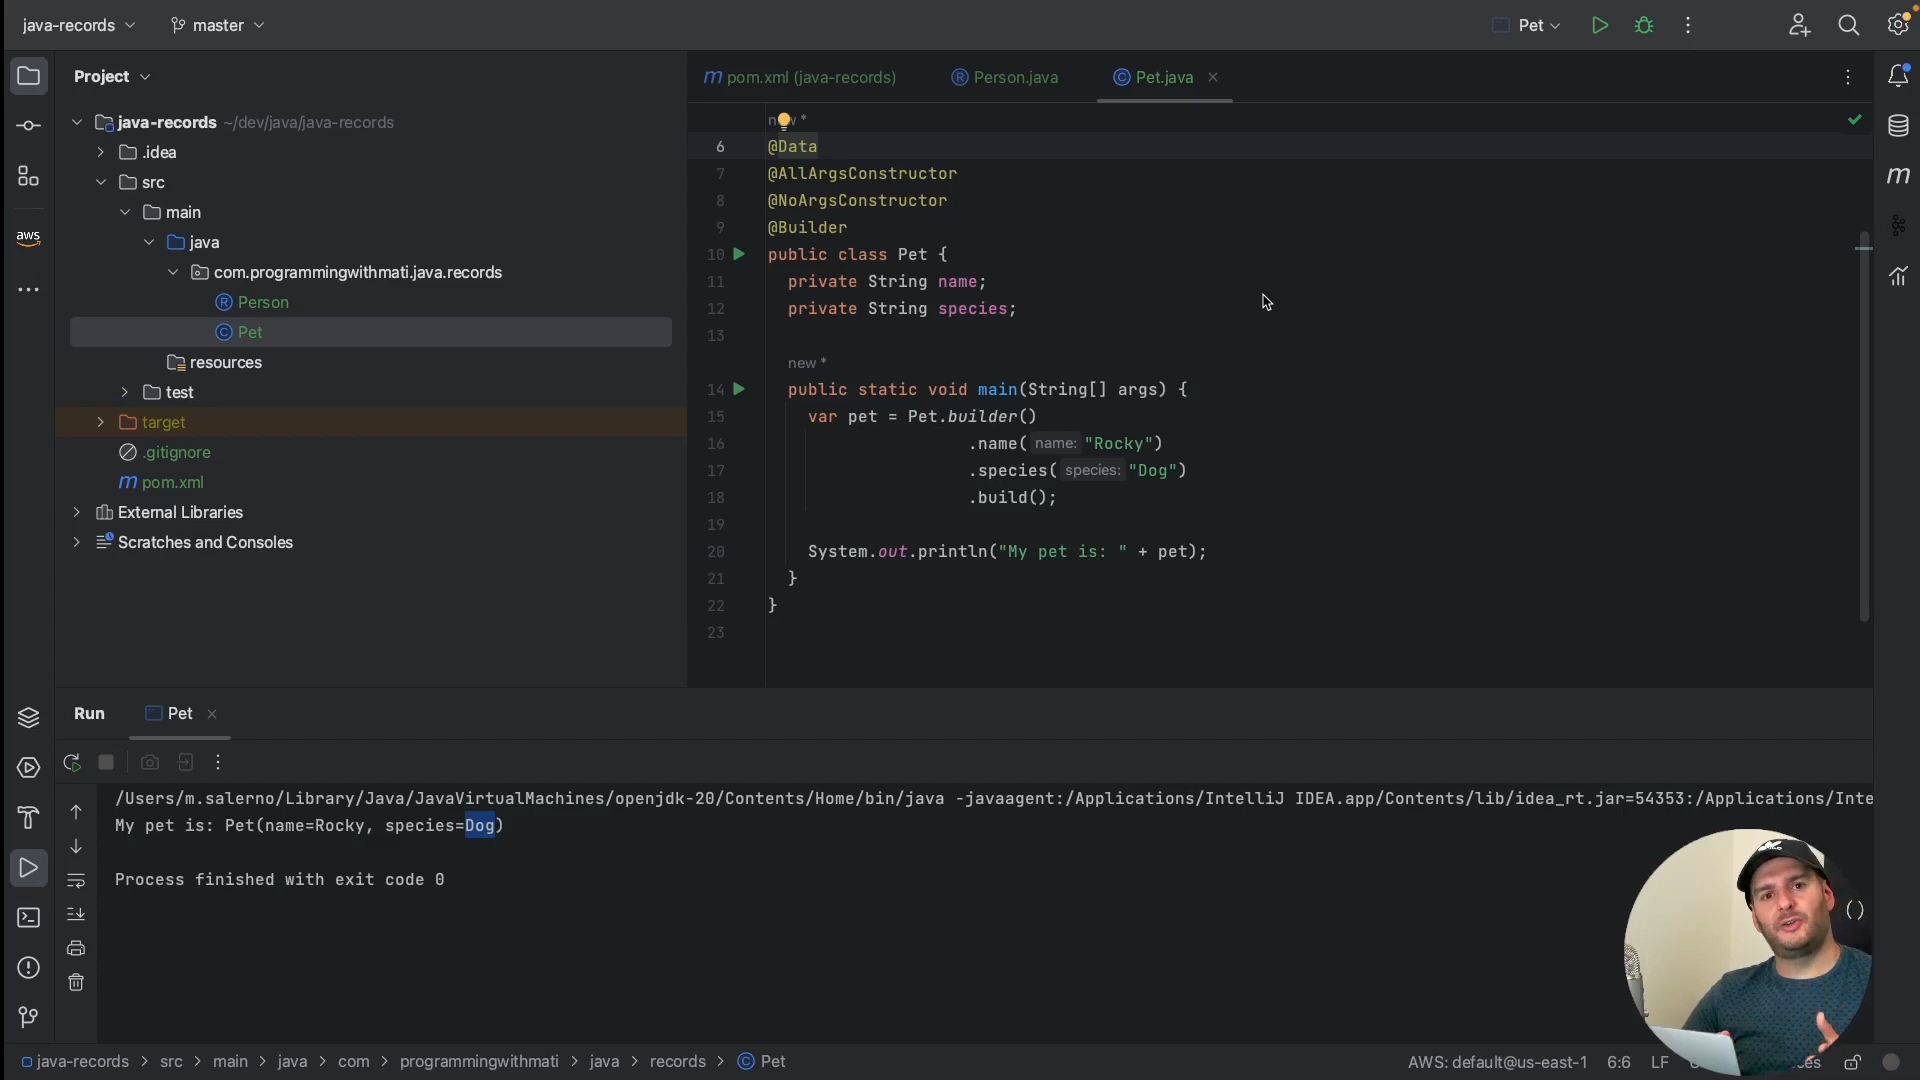 java-records
master
Pet
Project
pom.xml (java-records)
Person.java
Pet.java
java-records ~/dev/java/java-records
.idea
src
main
java
com.programmingwithmati.java.records
Person
Pet
resources
test
target
.gitignore
pom.xml
External Libraries
Scratches and Consoles
aws
6 @Data
7 @AllArgsConstructor
8 @NoArgsConstructor
9 @Builder
10 public class Pet {
11 private String name;
12 private String species;
13
new *
14 public static void main(String[] args) {
15 var pet = Pet.builder()
16 .name( name: "Rocky")
17 .species( species: "Dog")
18 .build();
19
20 System.out.println("My pet is: " + pet);
21 }
22 }
23
Run Pet
/Users/m.salerno/Library/Java/JavaVirtualMachines/openjdk-20/Contents/Home/bin/java -javaagent:/Applications/IntelliJ IDEA.app/Contents/lib/idea_rt.jar=54353:/Applications/Inte
My pet is: Pet(name=Rocky, species=Dog)
Process finished with exit code 0
java-records > src > main > java > com > programmingwithmati > java > records > Pet
AWS: default@us-east-1 6:6 LF